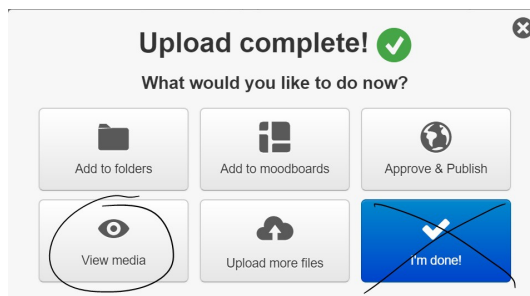 Upload complete!
What would you like to do now?
Add to folders
Add to moodboards
Approve & Publish
View media
Upload more files
I'm done!